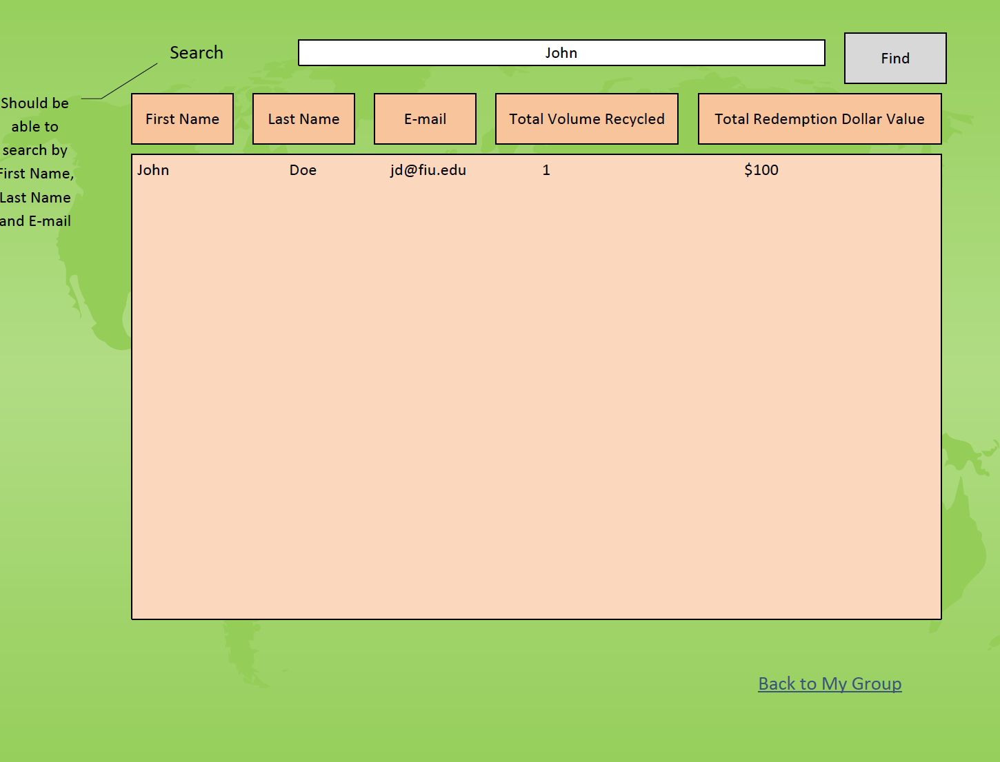 Search
John
Find
Should be
able to
search by
First Name,
Last Name
and E-mail
First Name
Last Name
E-mail
Total Volume Recycled
Total Redemption Dollar Value
John Doe jd@fiu.edu 1 $100
Back to My Group